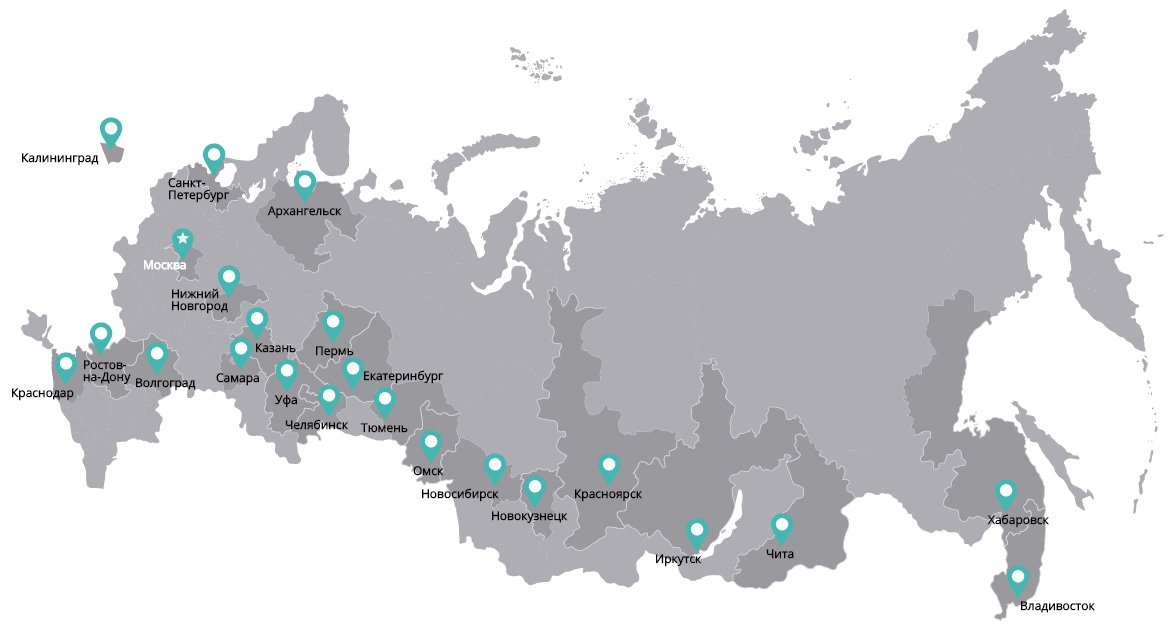 Калининград
Санкт-
Петербург
Архангельск
Москва
Нижний
Новгород
Казань
Пермь
Ростов-
на-Дону
Волгоград
Самара
Екатеринбург
Краснодар
Уфа
Челябинск
Тюмень
Омск
Новосибирск
Новокузнецк
Красноярск
Иркутск
Чита
Хабаровск
Владивосток